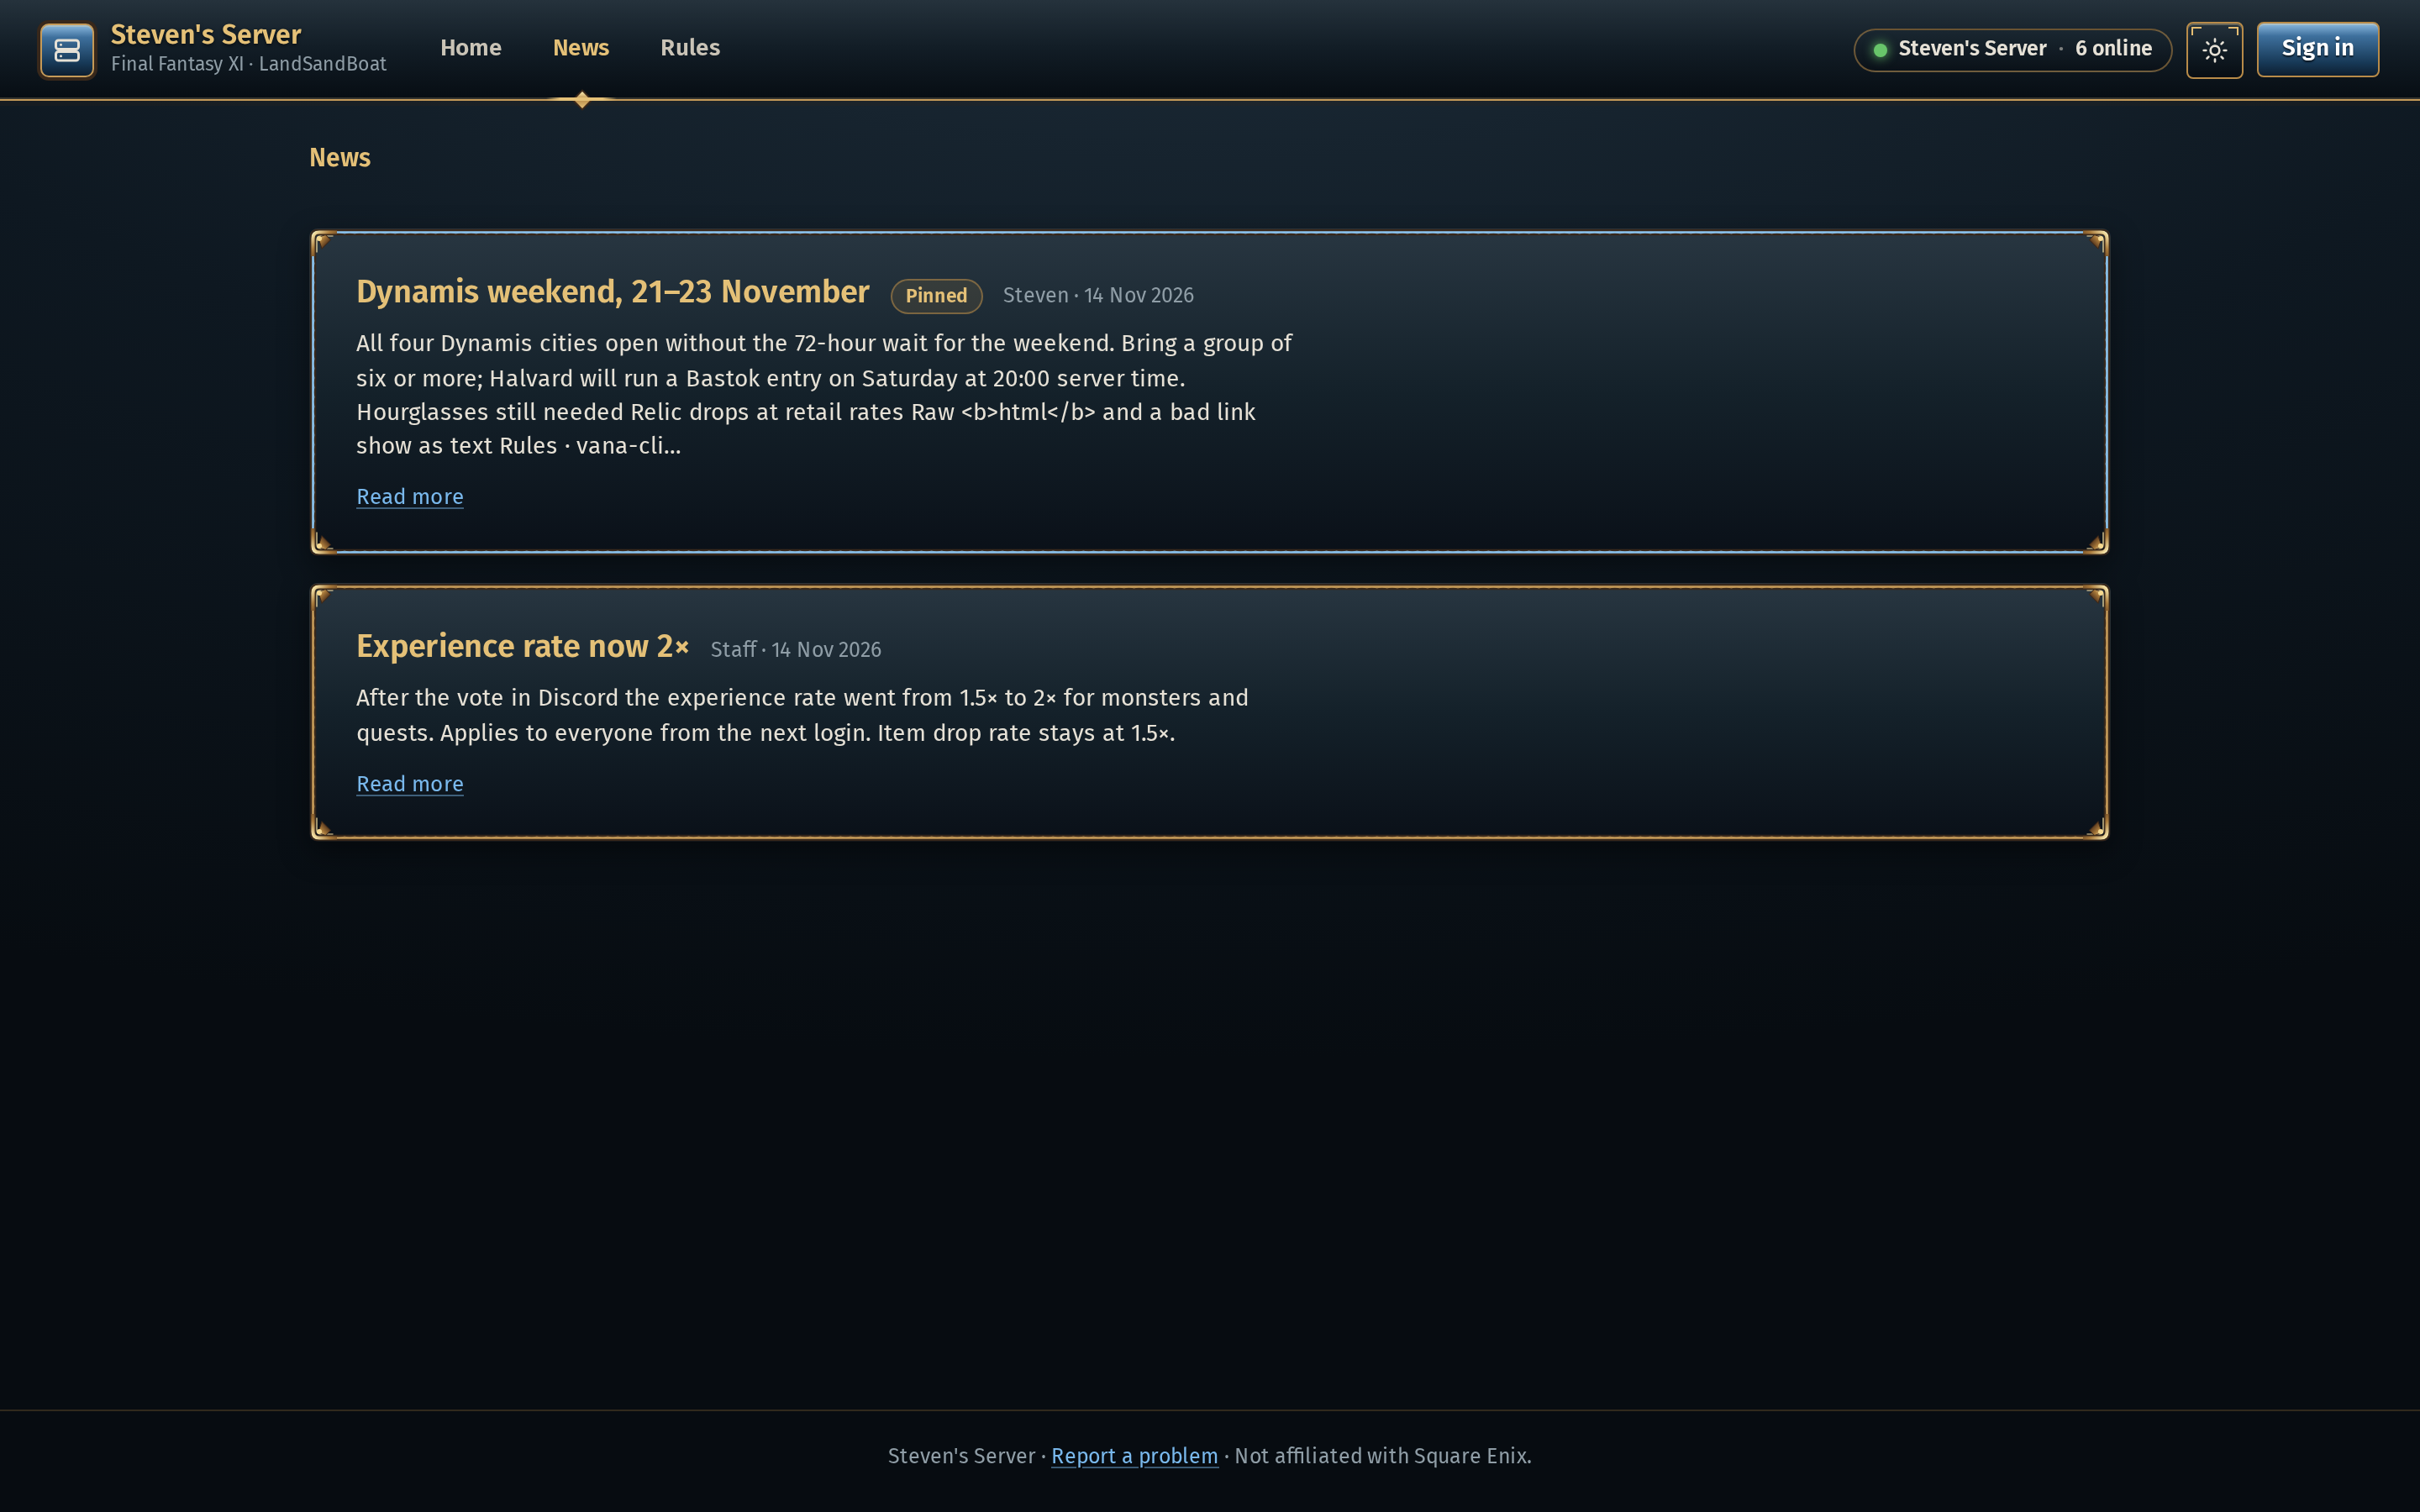 Steven's Server
Final Fantasy XI · LandSandBoat
Home
News
Rules
Steven's Server · 6 online
Sign in
News
Dynamis weekend, 21–23 November
Pinned
Steven · 14 Nov 2026
All four Dynamis cities open without the 72-hour wait for the weekend. Bring a group of
six or more; Halvard will run a Bastok entry on Saturday at 20:00 server time.
Hourglasses still needed Relic drops at retail rates Raw <b>html</b> and a bad link
show as text Rules · vana-cli…
Read more
Experience rate now 2×
Staff · 14 Nov 2026
After the vote in Discord the experience rate went from 1.5× to 2× for monsters and
quests. Applies to everyone from the next login. Item drop rate stays at 1.5×.
Read more
Steven's Server · Report a problem · Not affiliated with Square Enix.